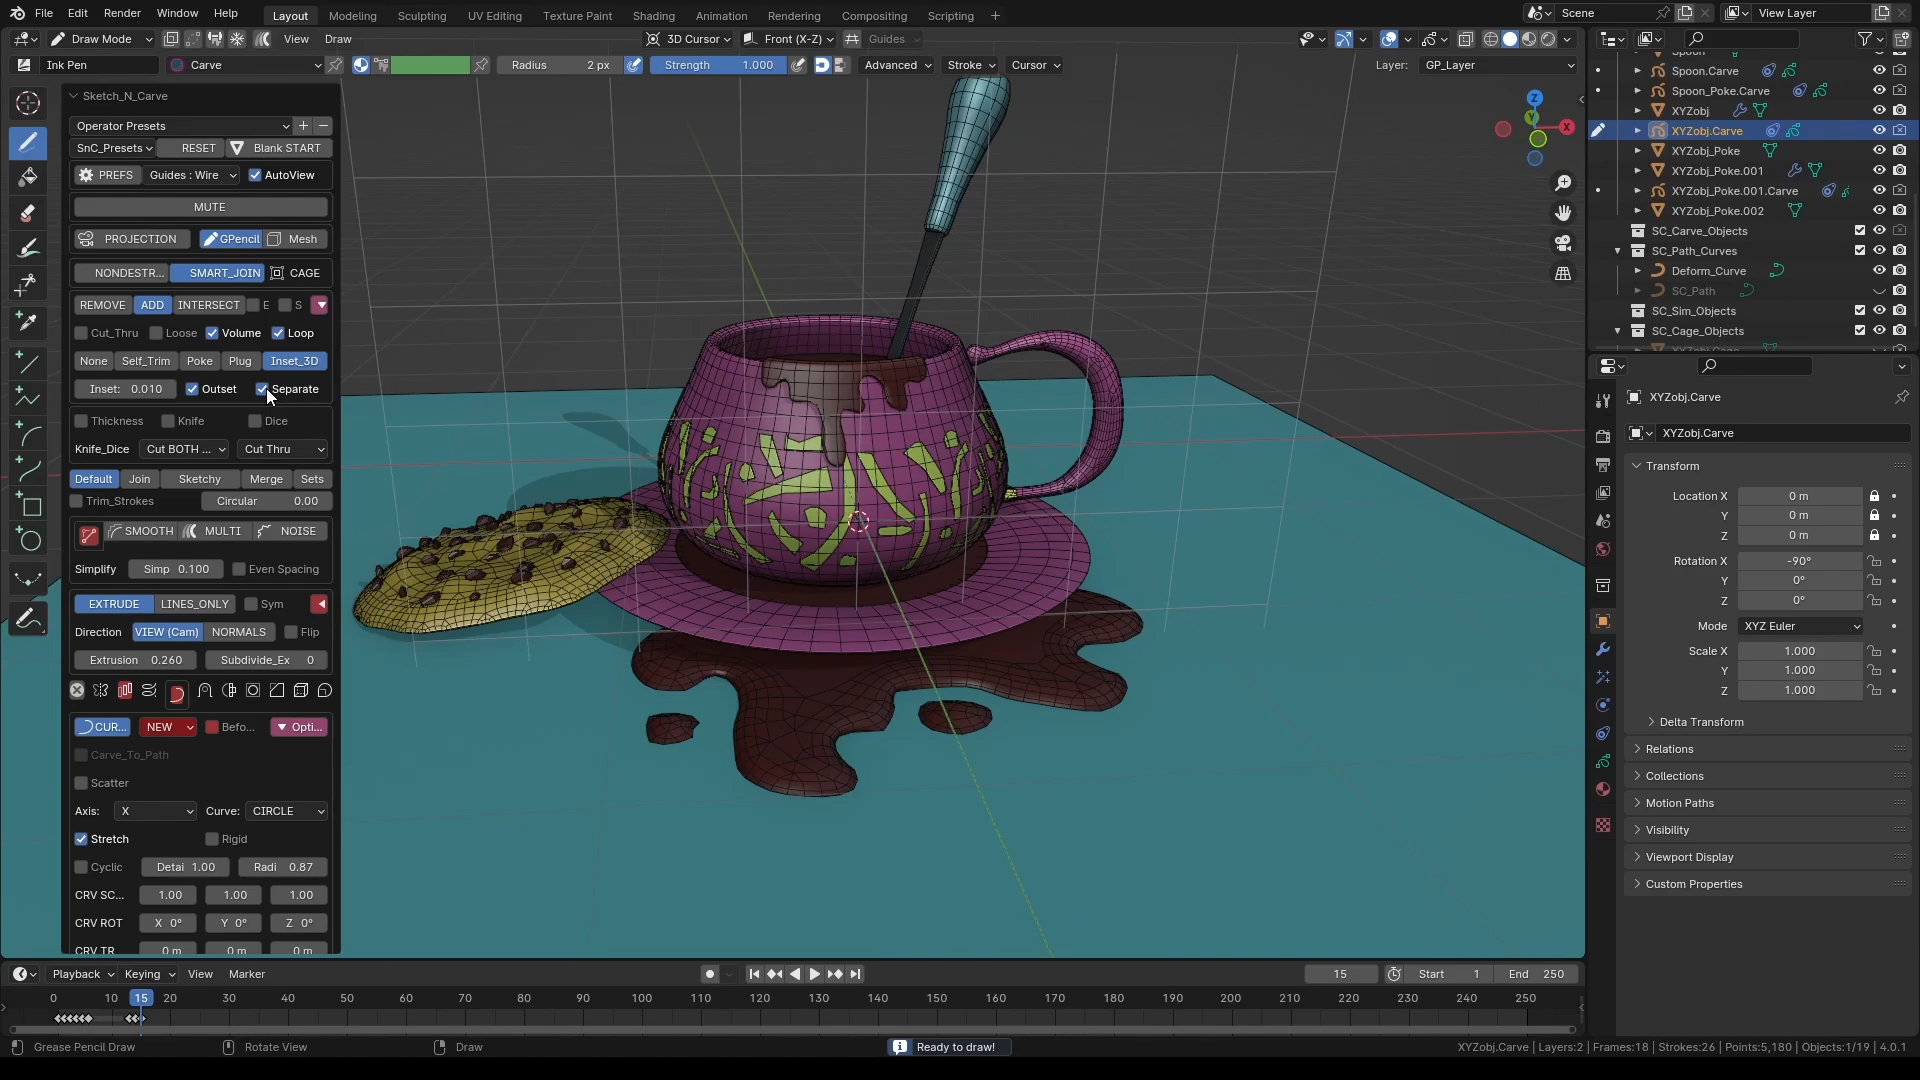 File Edit Render Window Help Layout Modeling Sculpting UV Editing Texture Paint Shading Animation Rendering Compositing Scripting + Scene View Layer
Draw Mode View Draw 3D Cursor Front (X-Z) Guides
Ink Pen Carve Radius 2 px Strength 1.000 Advanced Stroke Cursor Layer: GP_Layer
Sketch_N_Carve
Operator Presets + −
SnC_Presets RESET Blank START
PREFS Guides : Wire AutoView
MUTE
PROJECTION GPencil Mesh
NONDESTR... SMART_JOIN CAGE
REMOVE ADD INTERSECT E S
Cut_Thru Loose Volume Loop
None Self_Trim Poke Plug Inset_3D
Inset: 0.010 Outset Separate
Thickness Knife Dice
Knife_Dice Cut BOTH ... Cut Thru
Default Join Sketchy Merge Sets
Trim_Strokes Circular 0.00
SMOOTH MULTI NOISE
Simplify Simp 0.100 Even Spacing
EXTRUDE LINES_ONLY Sym
Direction VIEW (Cam) NORMALS Flip
Extrusion 0.260 Subdivide_Ex 0
CUR... NEW Befo... Opti...
Carve_To_Path
Scatter
Axis: X Curve: CIRCLE
Stretch Rigid
Cyclic Detai 1.00 Radi 0.87
CRV SC... 1.00 1.00 1.00
CRV ROT X 0° Y 0° Z 0°
CRV TR 0 m 0 m 0 m
Z
Y
X
Spoon
Spoon.Carve
Spoon_Poke.Carve
XYZobj
XYZobj.Carve
XYZobj_Poke
XYZobj_Poke.001
XYZobj_Poke.001.Carve
XYZobj_Poke.002
SC_Carve_Objects
SC_Path_Curves
Deform_Curve
SC_Path
SC_Sim_Objects
SC_Cage_Objects
XYZobj.Carve
XYZobj.Carve
Transform
Location X 0 m
Y 0 m
Z 0 m
Rotation X -90°
Y 0°
Z 0°
Mode XYZ Euler
Scale X 1.000
Y 1.000
Z 1.000
Delta Transform
Relations
Collections
Motion Paths
Visibility
Viewport Display
Custom Properties
Playback Keying View Marker 15 Start 1 End 250
0 10 15 20 30 40 50 60 70 80 90 100 110 120 130 140 150 160 170 180 190 200 210 220 230 240 250
Grease Pencil Draw Rotate View Draw Ready to draw! XYZobj.Carve | Layers:2 | Frames:18 | Strokes:26 | Points:5,180 | Objects:1/19 | 4.0.1